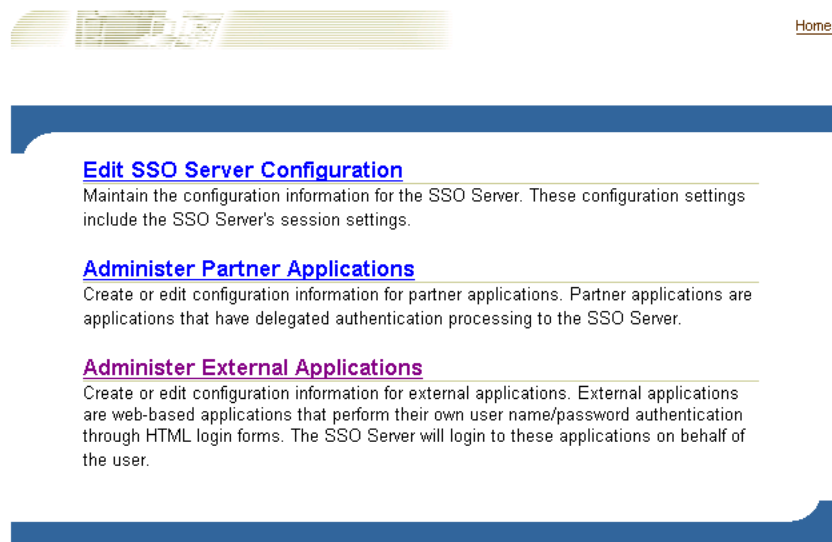 Home
Edit SSO Server Configuration
Maintain the configuration information for the SSO Server. These configuration settings
include the SSO Server's session settings.
Administer Partner Applications
Create or edit configuration information for partner applications. Partner applications are
applications that have delegated authentication processing to the SSO Server.
Administer External Applications
Create or edit configuration information for external applications. External applications
are web-based applications that perform their own user name/password authentication
through HTML login forms. The SSO Server will login to these applications on behalf of
the user.